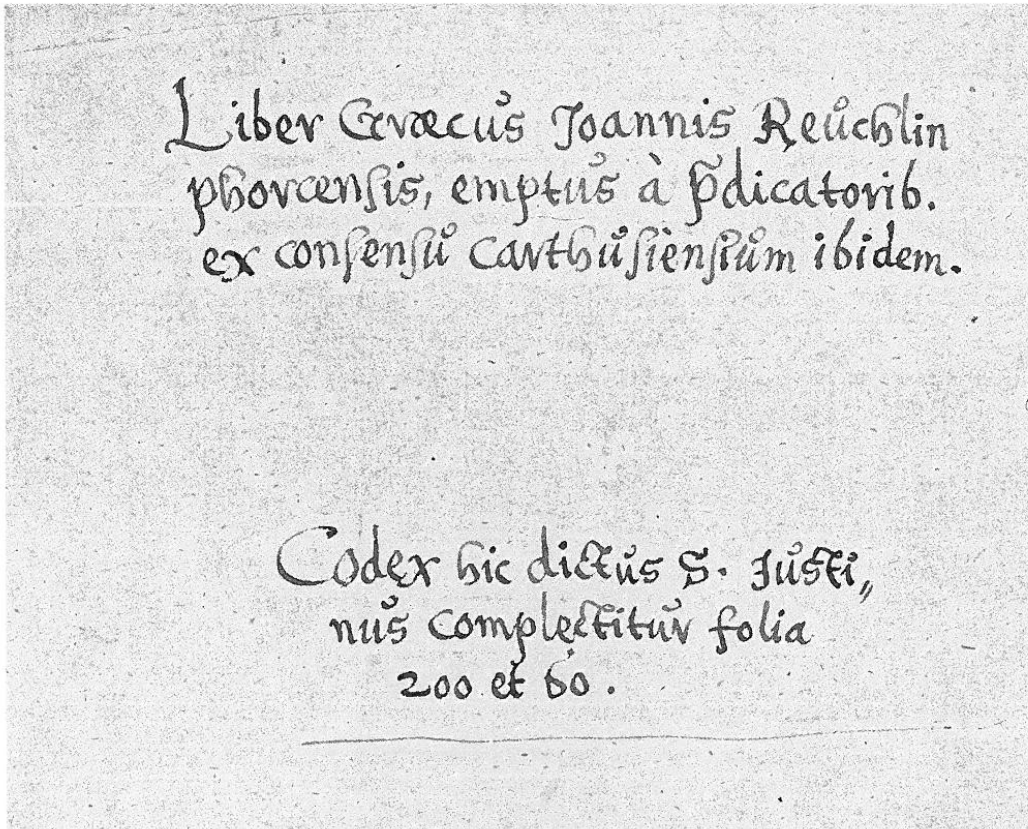 Liber Græcus Joannis Reuchlin
phorcensis, emptus à p̄dicatorib.
ex consensu Carthusiensium ibidem.
Codex hic dictus S. Justi„
nus complectitur folia
200 et 60.